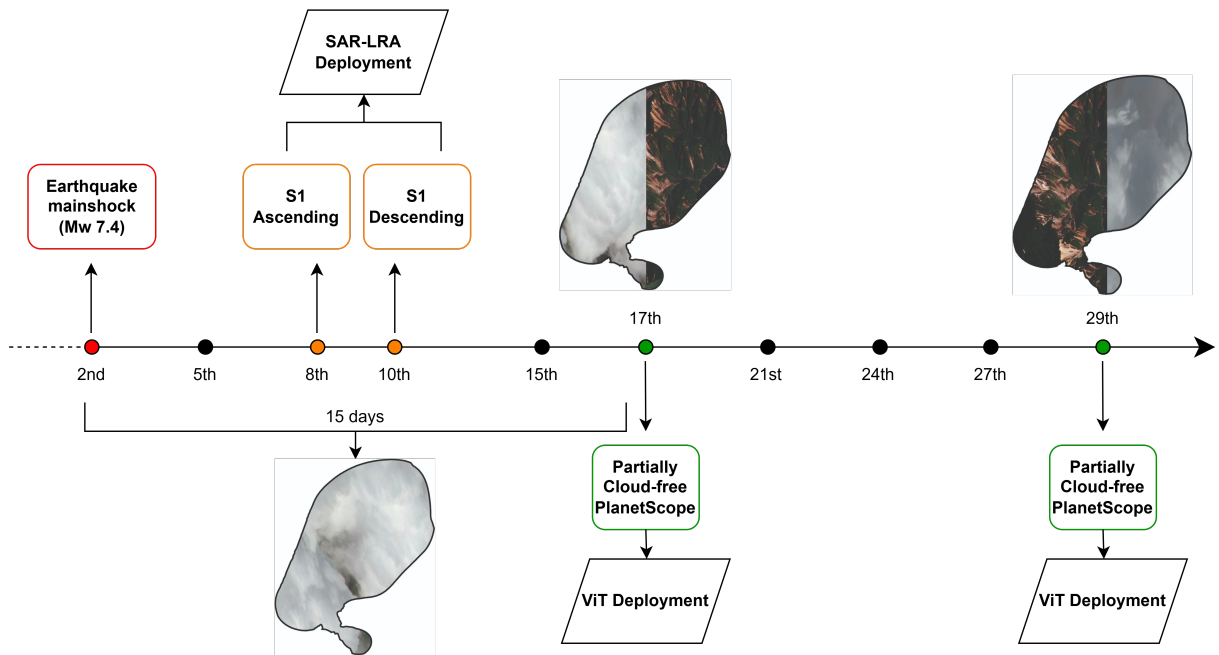 SAR-LRA
Deployment
Earthquake
mainshock
(Mw 7.4)
S1
Ascending
S1
Descending
17th
29th
2nd
5th
8th
10th
15th
21st
24th
27th
15 days
Partially
Cloud-free
PlanetScope
Partially
Cloud-free
PlanetScope
ViT Deployment
ViT Deployment